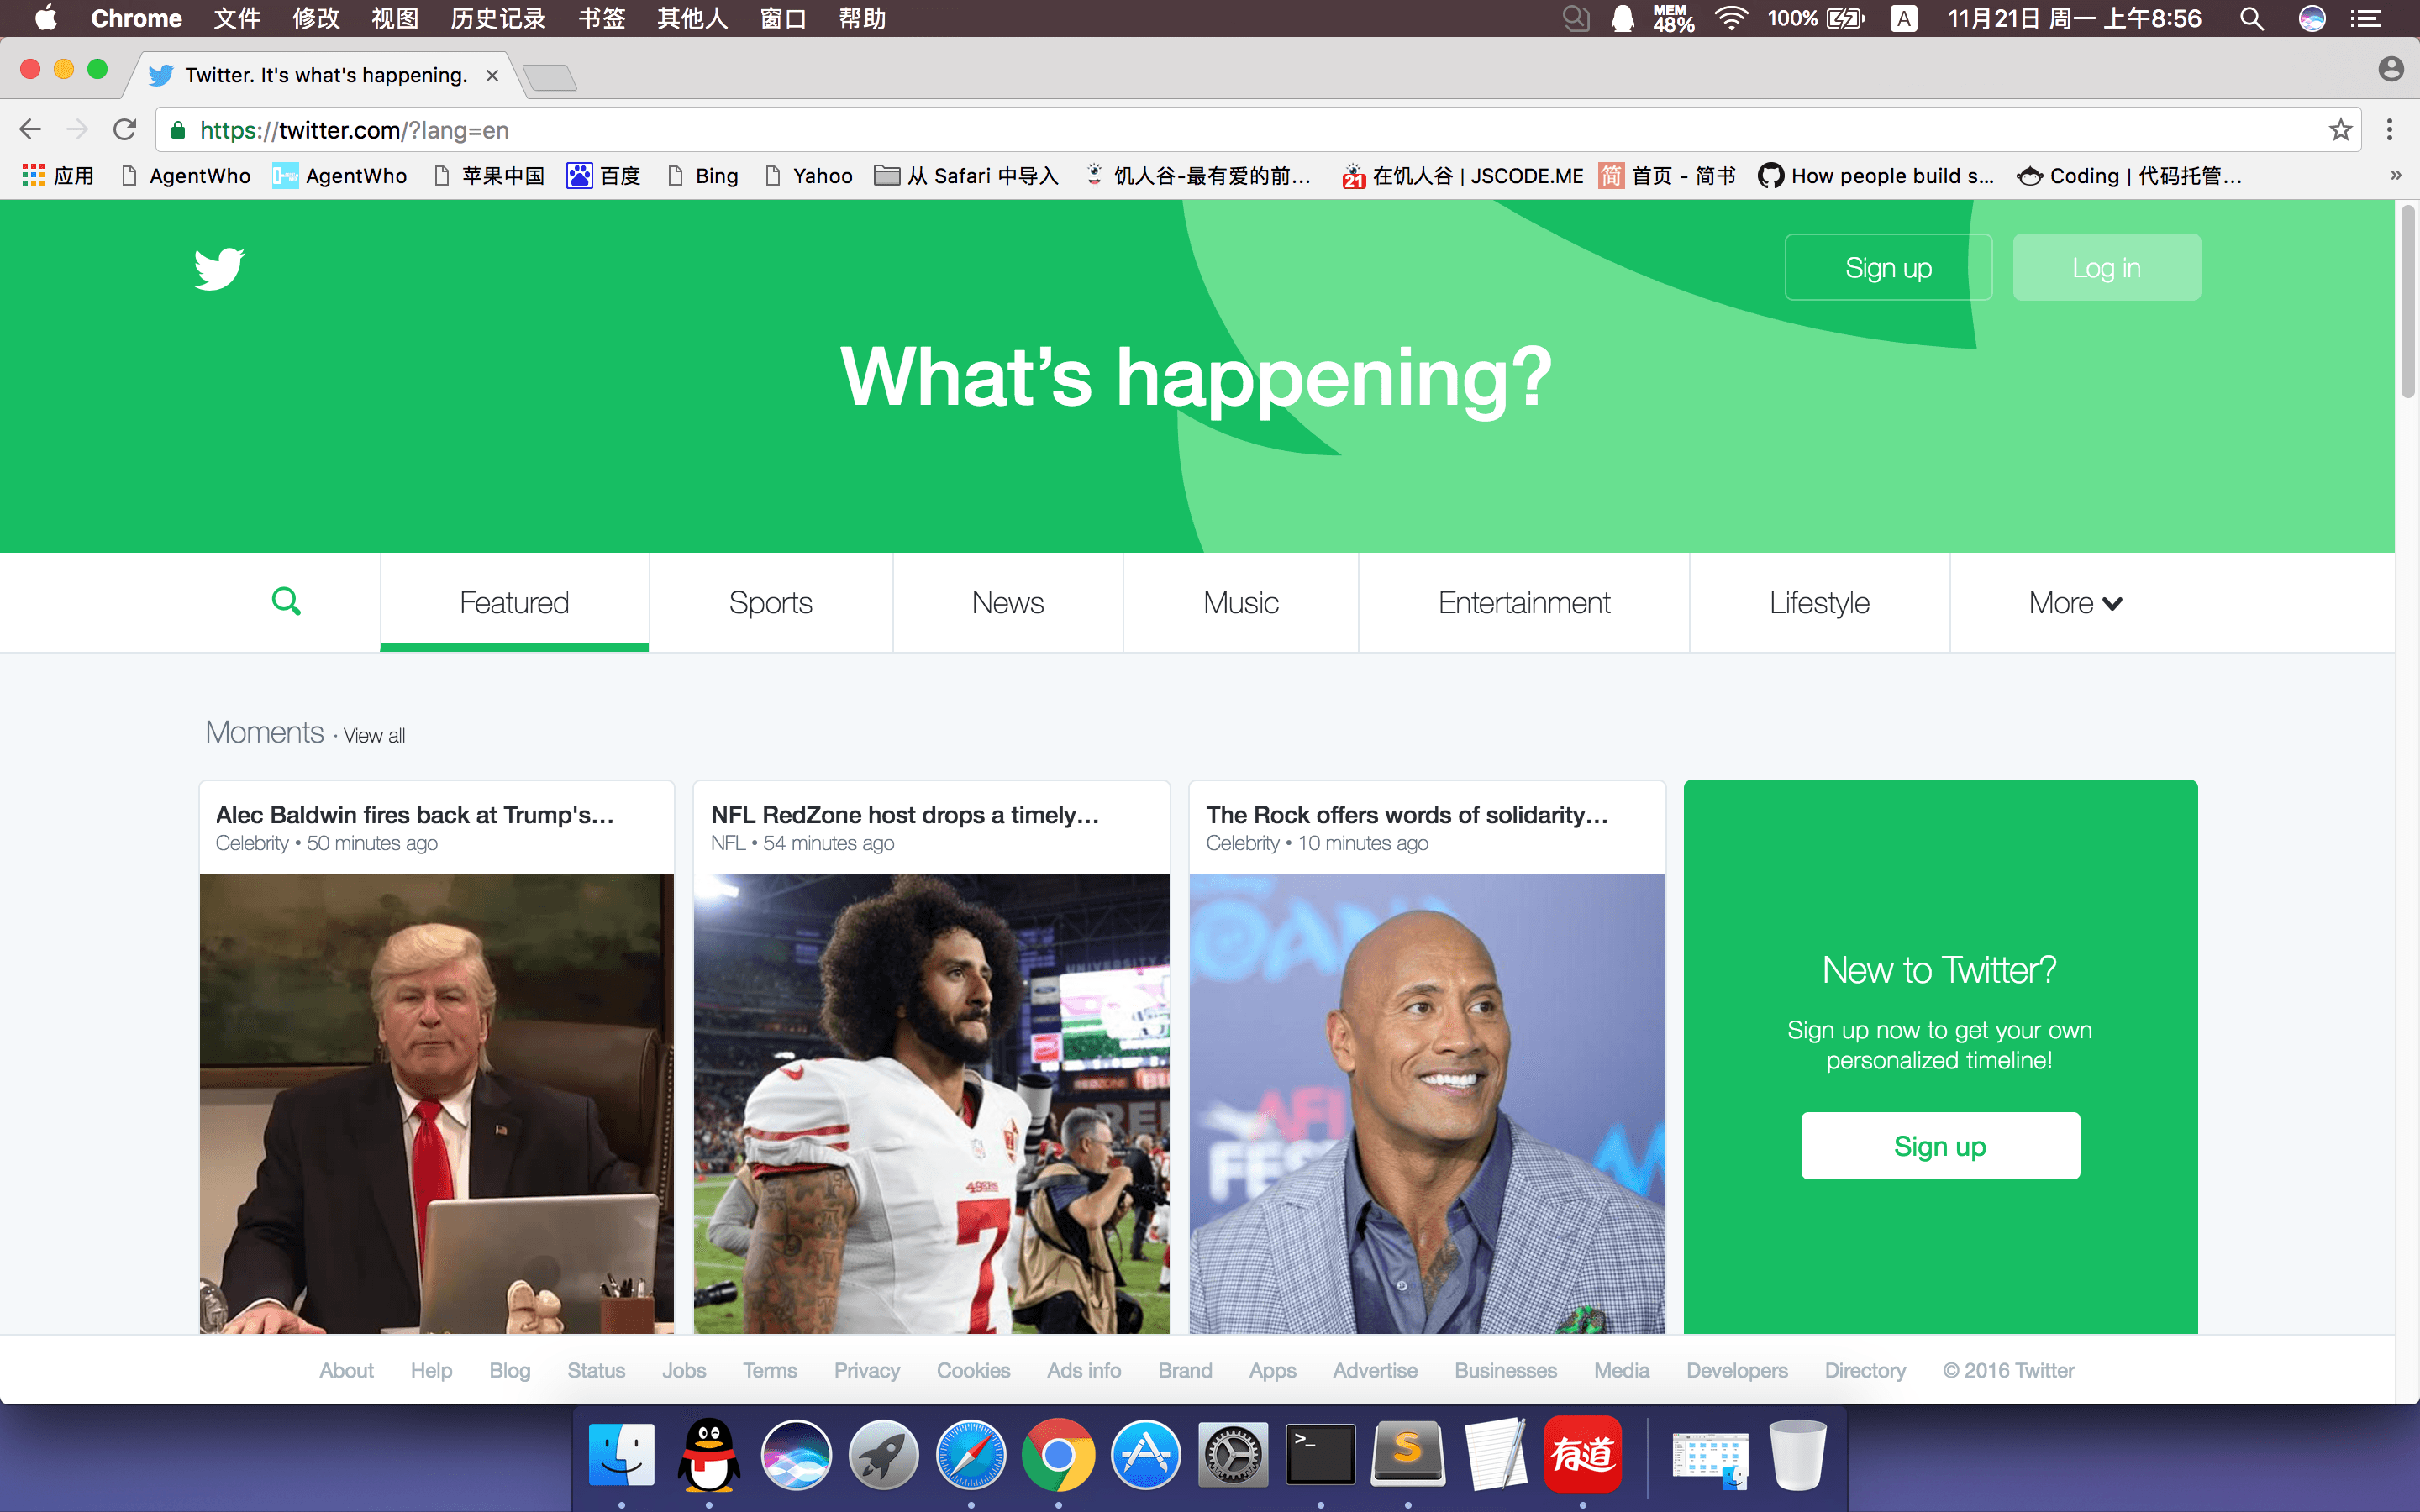 Chrome 文件 修改 视图 历史记录 书签 其他人 窗口 帮助 MEM 48% 100% A 11月21日 周一 上午8:56
Twitter. It's what's happening.
https://twitter.com/?lang=en
应用 AgentWho AgentWho 苹果中国 百度 Bing Yahoo 从 Safari 中导入 饥人谷-最有爱的前... 21 在饥人谷 | JSCODE.ME 简 首页 - 简书 How people build s... Coding | 代码托管... »
Sign up Log in
What's happening?
Featured Sports News Music Entertainment Lifestyle More
Moments · View all
Alec Baldwin fires back at Trump's...
Celebrity • 50 minutes ago
NFL RedZone host drops a timely...
NFL • 54 minutes ago
The Rock offers words of solidarity...
Celebrity • 10 minutes ago
UNIVERSITY
REDZONE
49ERS
7
AFI
FES
New to Twitter?
Sign up now to get your own
personalized timeline!
Sign up
About Help Blog Status Jobs Terms Privacy Cookies Ads info Brand Apps Advertise Businesses Media Developers Directory © 2016 Twitter
>_
S
有道